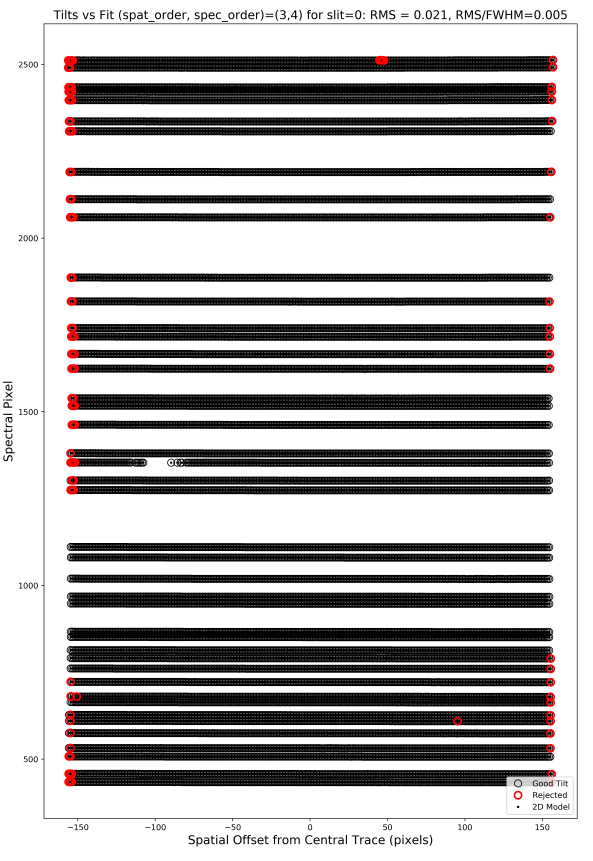 Tilts vs Fit (spat_order, spec_order)=(3,4) for slit=0: RMS = 0.021, RMS/FWHM=0.005
2500
2000
1500
1000
500
Spectral Pixel
−150
−100
−50
0
50
100
150
Spatial Offset from Central Trace (pixels)
Good Tilt
Rejected
2D Model